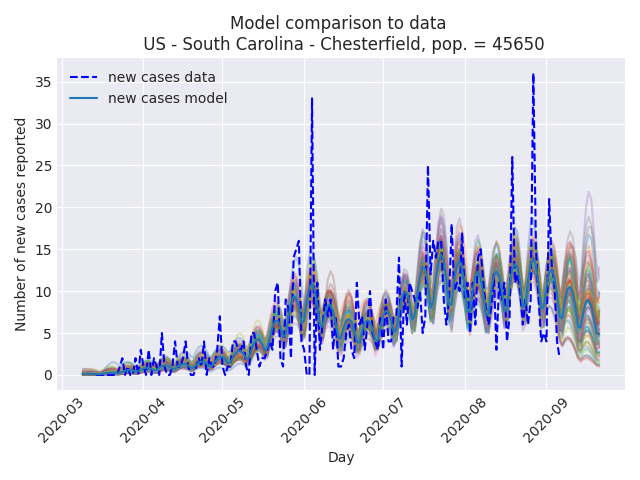 Model comparison to data
US - South Carolina - Chesterfield, pop. = 45650
new cases data
new cases model
Number of new cases reported
35
30
25
20
15
10
5
0
2020-03
2020-04
2020-05
2020-06
2020-07
2020-08
2020-09
Day